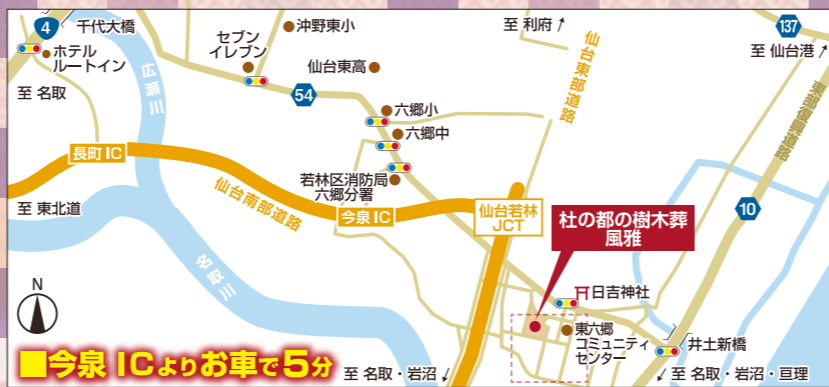 4
千代大橋
ホテル
ルートイン
至 名取
広瀬川
セブン
イレブン
沖野東小
仙台東高
54
六郷小
六郷中
若林区消防局
六郷分署
至 利府
仙台東部道路
137
至 仙台港
東部復興道路
10
長町 IC
仙台南部道路
今泉 IC
仙台若林
JCT
至 東北道
名取川
杜の都の樹木葬
風雅
日吉神社
東六郷
コミュニティ
センター
井土新橋
N
■今泉 ICよりお車で5分
至 名取・岩沼
至 名取・岩沼・亘理